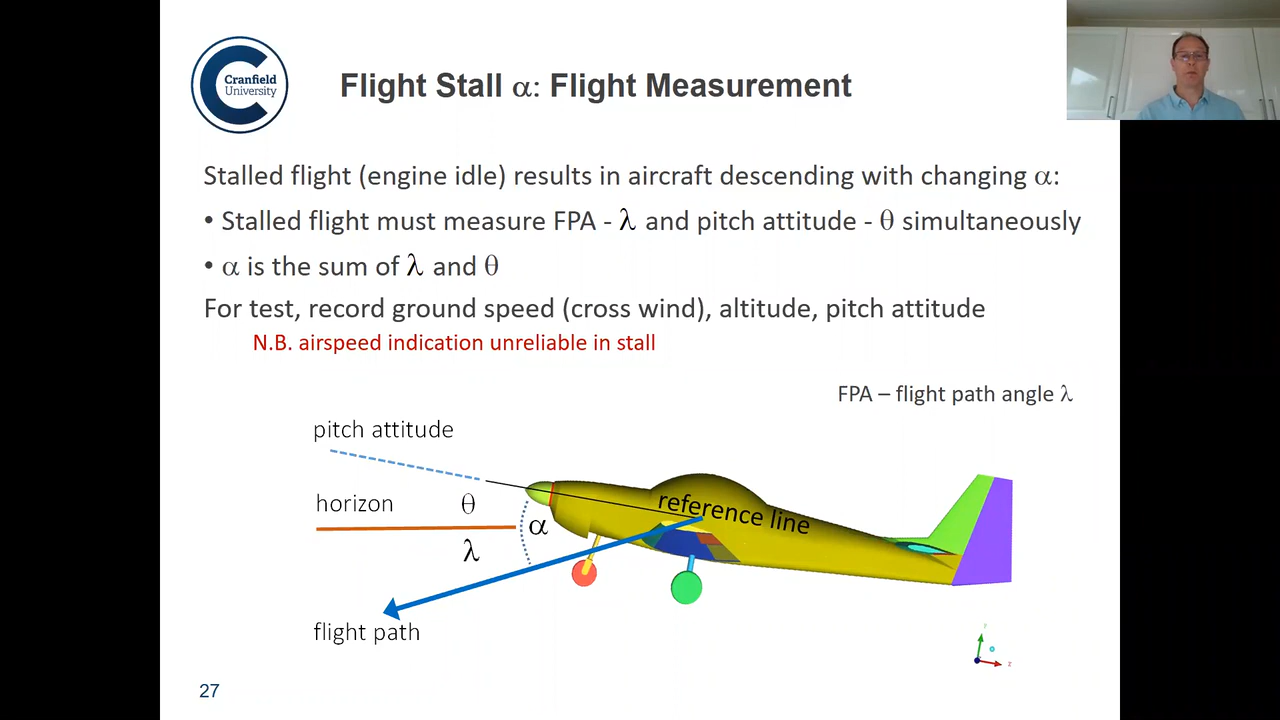 Cranfield
University
Flight Stall α: Flight Measurement
Stalled flight (engine idle) results in aircraft descending with changing α:
• Stalled flight must measure FPA - λ and pitch attitude - θ simultaneously
• α is the sum of λ and θ
For test, record ground speed (cross wind), altitude, pitch attitude
N.B. airspeed indication unreliable in stall
FPA – flight path angle λ
pitch attitude
horizon
θ
α
λ
reference line
flight path
27